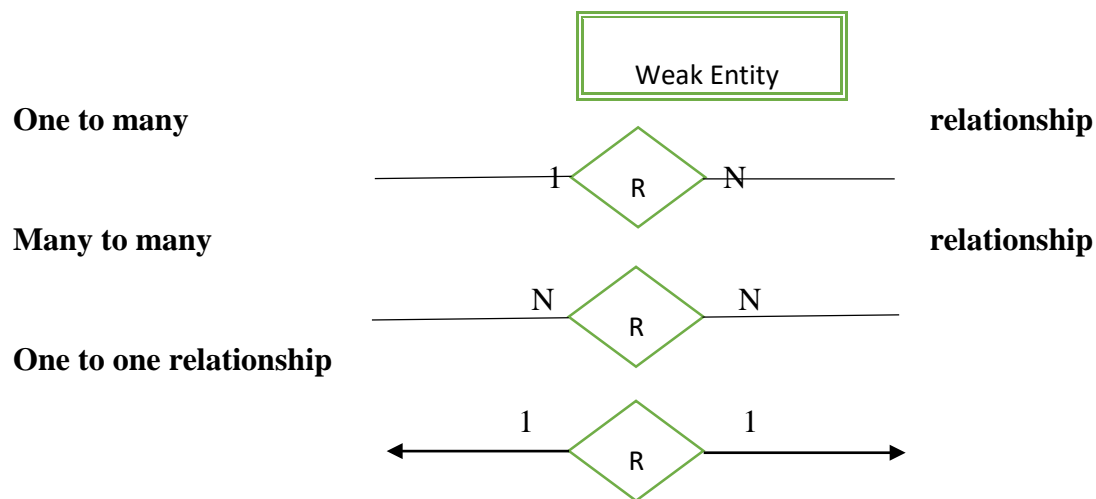 Weak Entity
One to many relationship
1 R N
Many to many relationship
N R N
One to one relationship
1 R 1